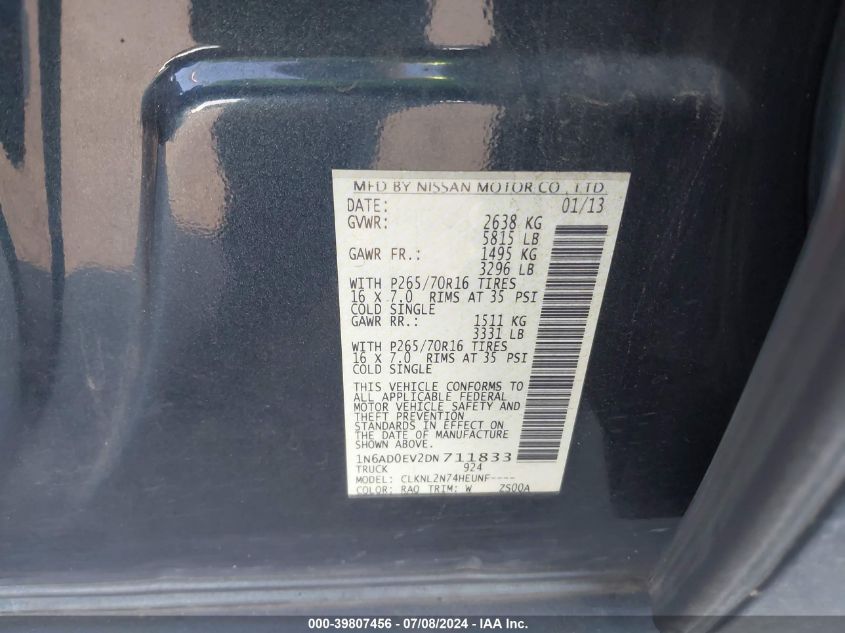 MFD BY NISSAN MOTOR CO., LTD.
DATE: 01/13
GVWR: 2638 KG
5815 LB
GAWR FR.: 1495 KG
3296 LB
WITH P265/70R16 TIRES
16 X 7.0 RIMS AT 35 PSI
COLD SINGLE
GAWR RR.: 1511 KG
3331 LB
WITH P265/70R16 TIRES
16 X 7.0 RIMS AT 35 PSI
COLD SINGLE
THIS VEHICLE CONFORMS TO
ALL APPLICABLE FEDERAL
MOTOR VEHICLE SAFETY AND
THEFT PREVENTION
STANDARDS IN EFFECT ON
THE DATE OF MANUFACTURE
SHOWN ABOVE.
1N6AD0EV2DN711833
TRUCK 924
MODEL: CLKNL2N74HEUNF----
COLOR: RAQ TRIM: W ZS00A
000-39807456 - 07/08/2024 - IAA Inc.